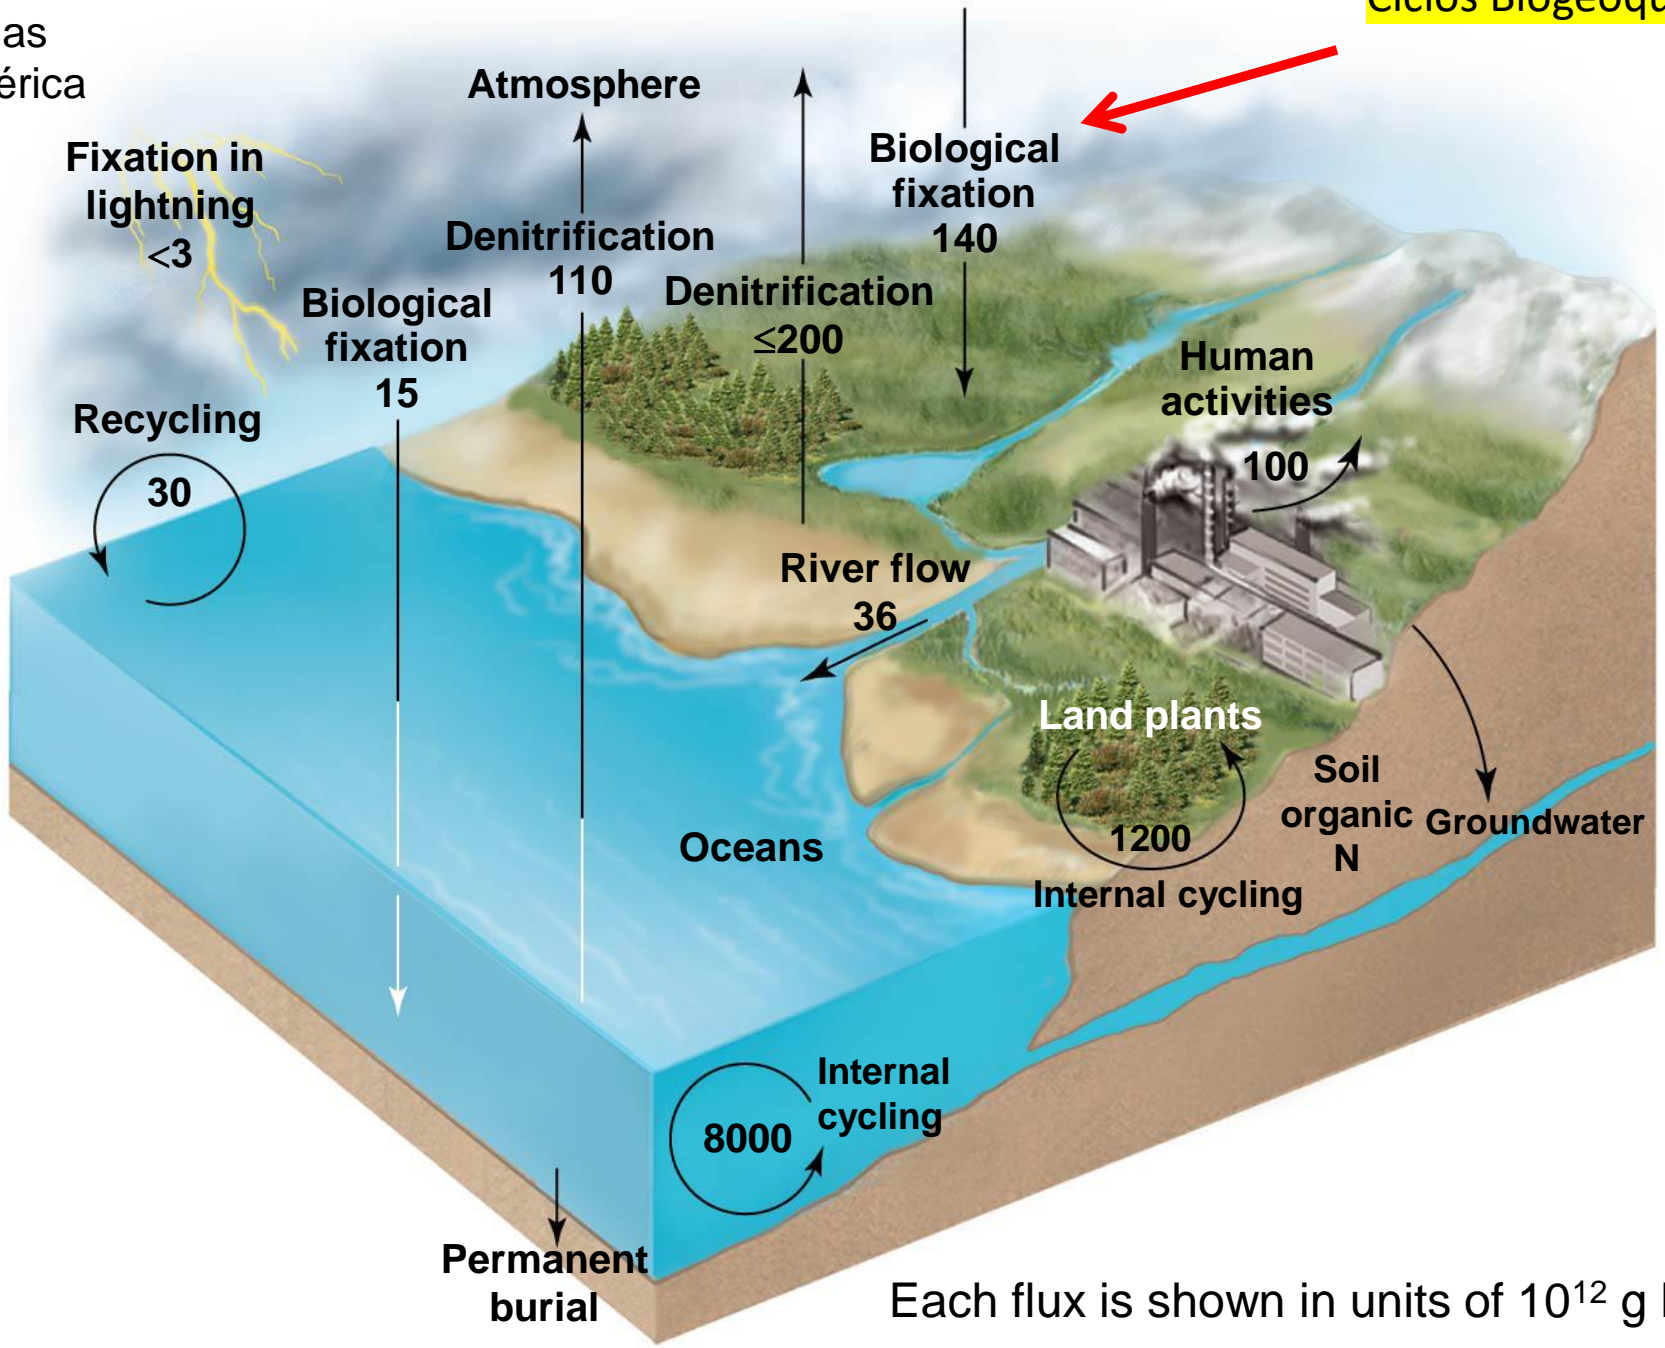 as
érica
Ciclos
Atmosphere
Fixation in
lightning
<3
Biological
fixation
140
Denitrification
110
Denitrification
≤200
Biological
fixation
15
Human
activities
100
Recycling
30
River flow
36
Land plants
1200
Internal cycling
Soil
organic
N
Groundwater
Oceans
Internal
cycling
8000
Permanent
burial
Each flux is shown in units of 10¹² g